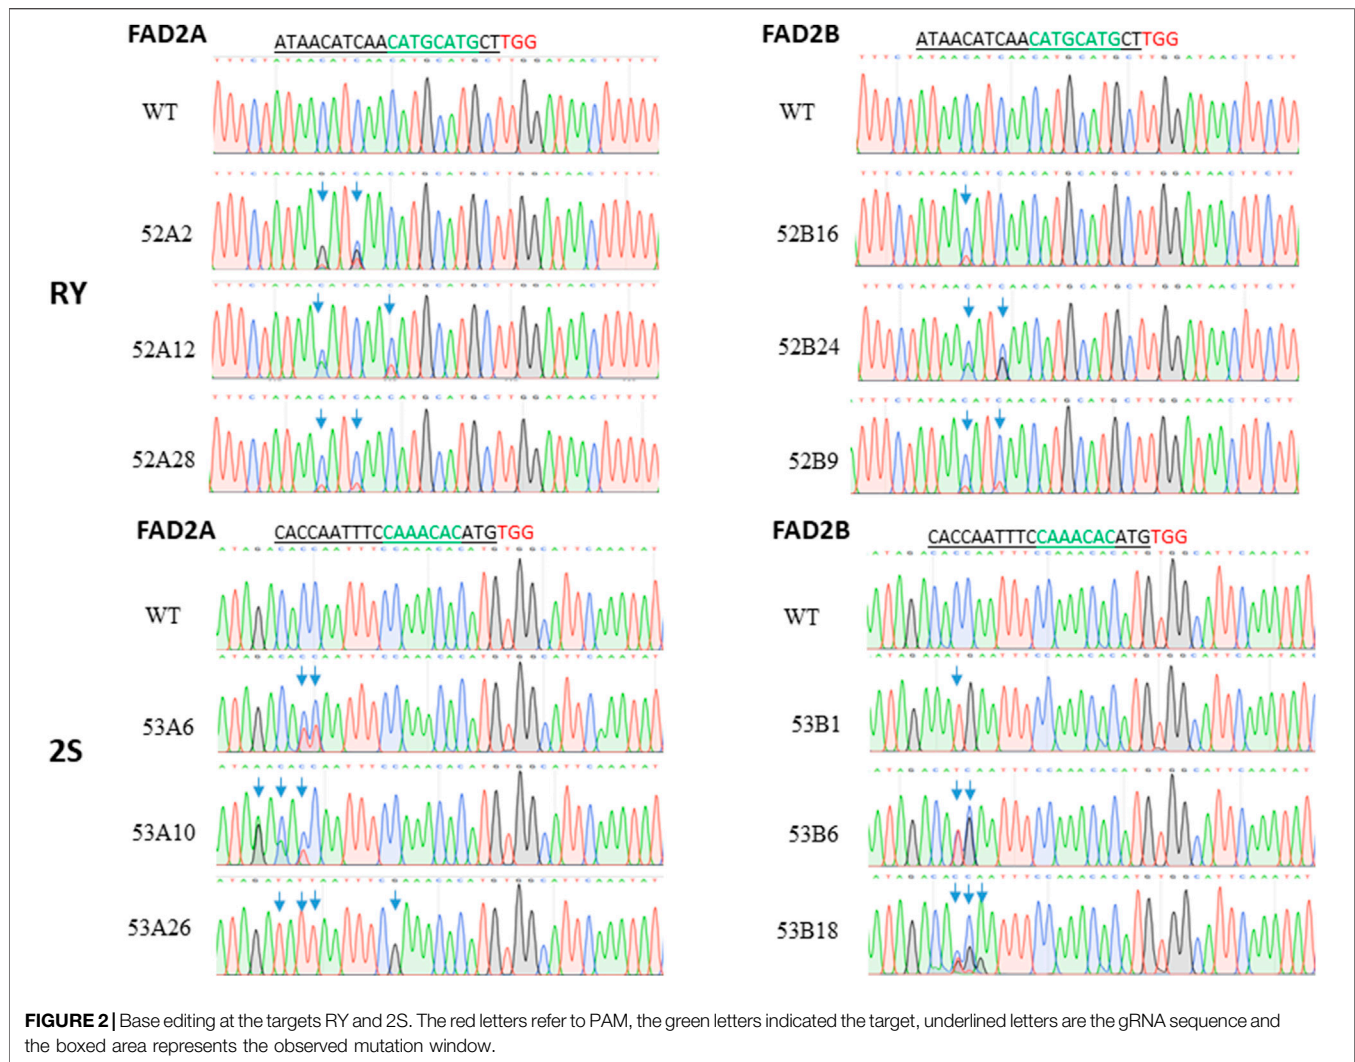 FAD2A ATAACATCAACATGCATGCTTGG
FAD2B ATAACATCAACATGCATGCTTGG
T T T C T A T A A C A T C A A C A T G C A T G C T T G G A T A A C T T T T T
T T T C T A T A A C A T C A A C A T G C A T G C T T G G A T A A C T T C T T
WT
WT
52A2
52B16
RY
52A12
52B24
52A28
52B9
FAD2A CACCAATTTCCAAACACATGTGG
FAD2B CACCAATTTCCAAACACATGTGG
A T A G A C A C C A A T T T C C A A A C A C A T G T G G C A T T C A A A T A T
A T A G A C A C C A A T T T C C A A A C A C A T G T G G C A T T C A A A T A T
WT
WT
53A6
53B1
2S
53A10
53B6
53A26
53B18
FIGURE 2 | Base editing at the targets RY and 2S. The red letters refer to PAM, the green letters indicated the target, underlined letters are the gRNA sequence and
the boxed area represents the observed mutation window.